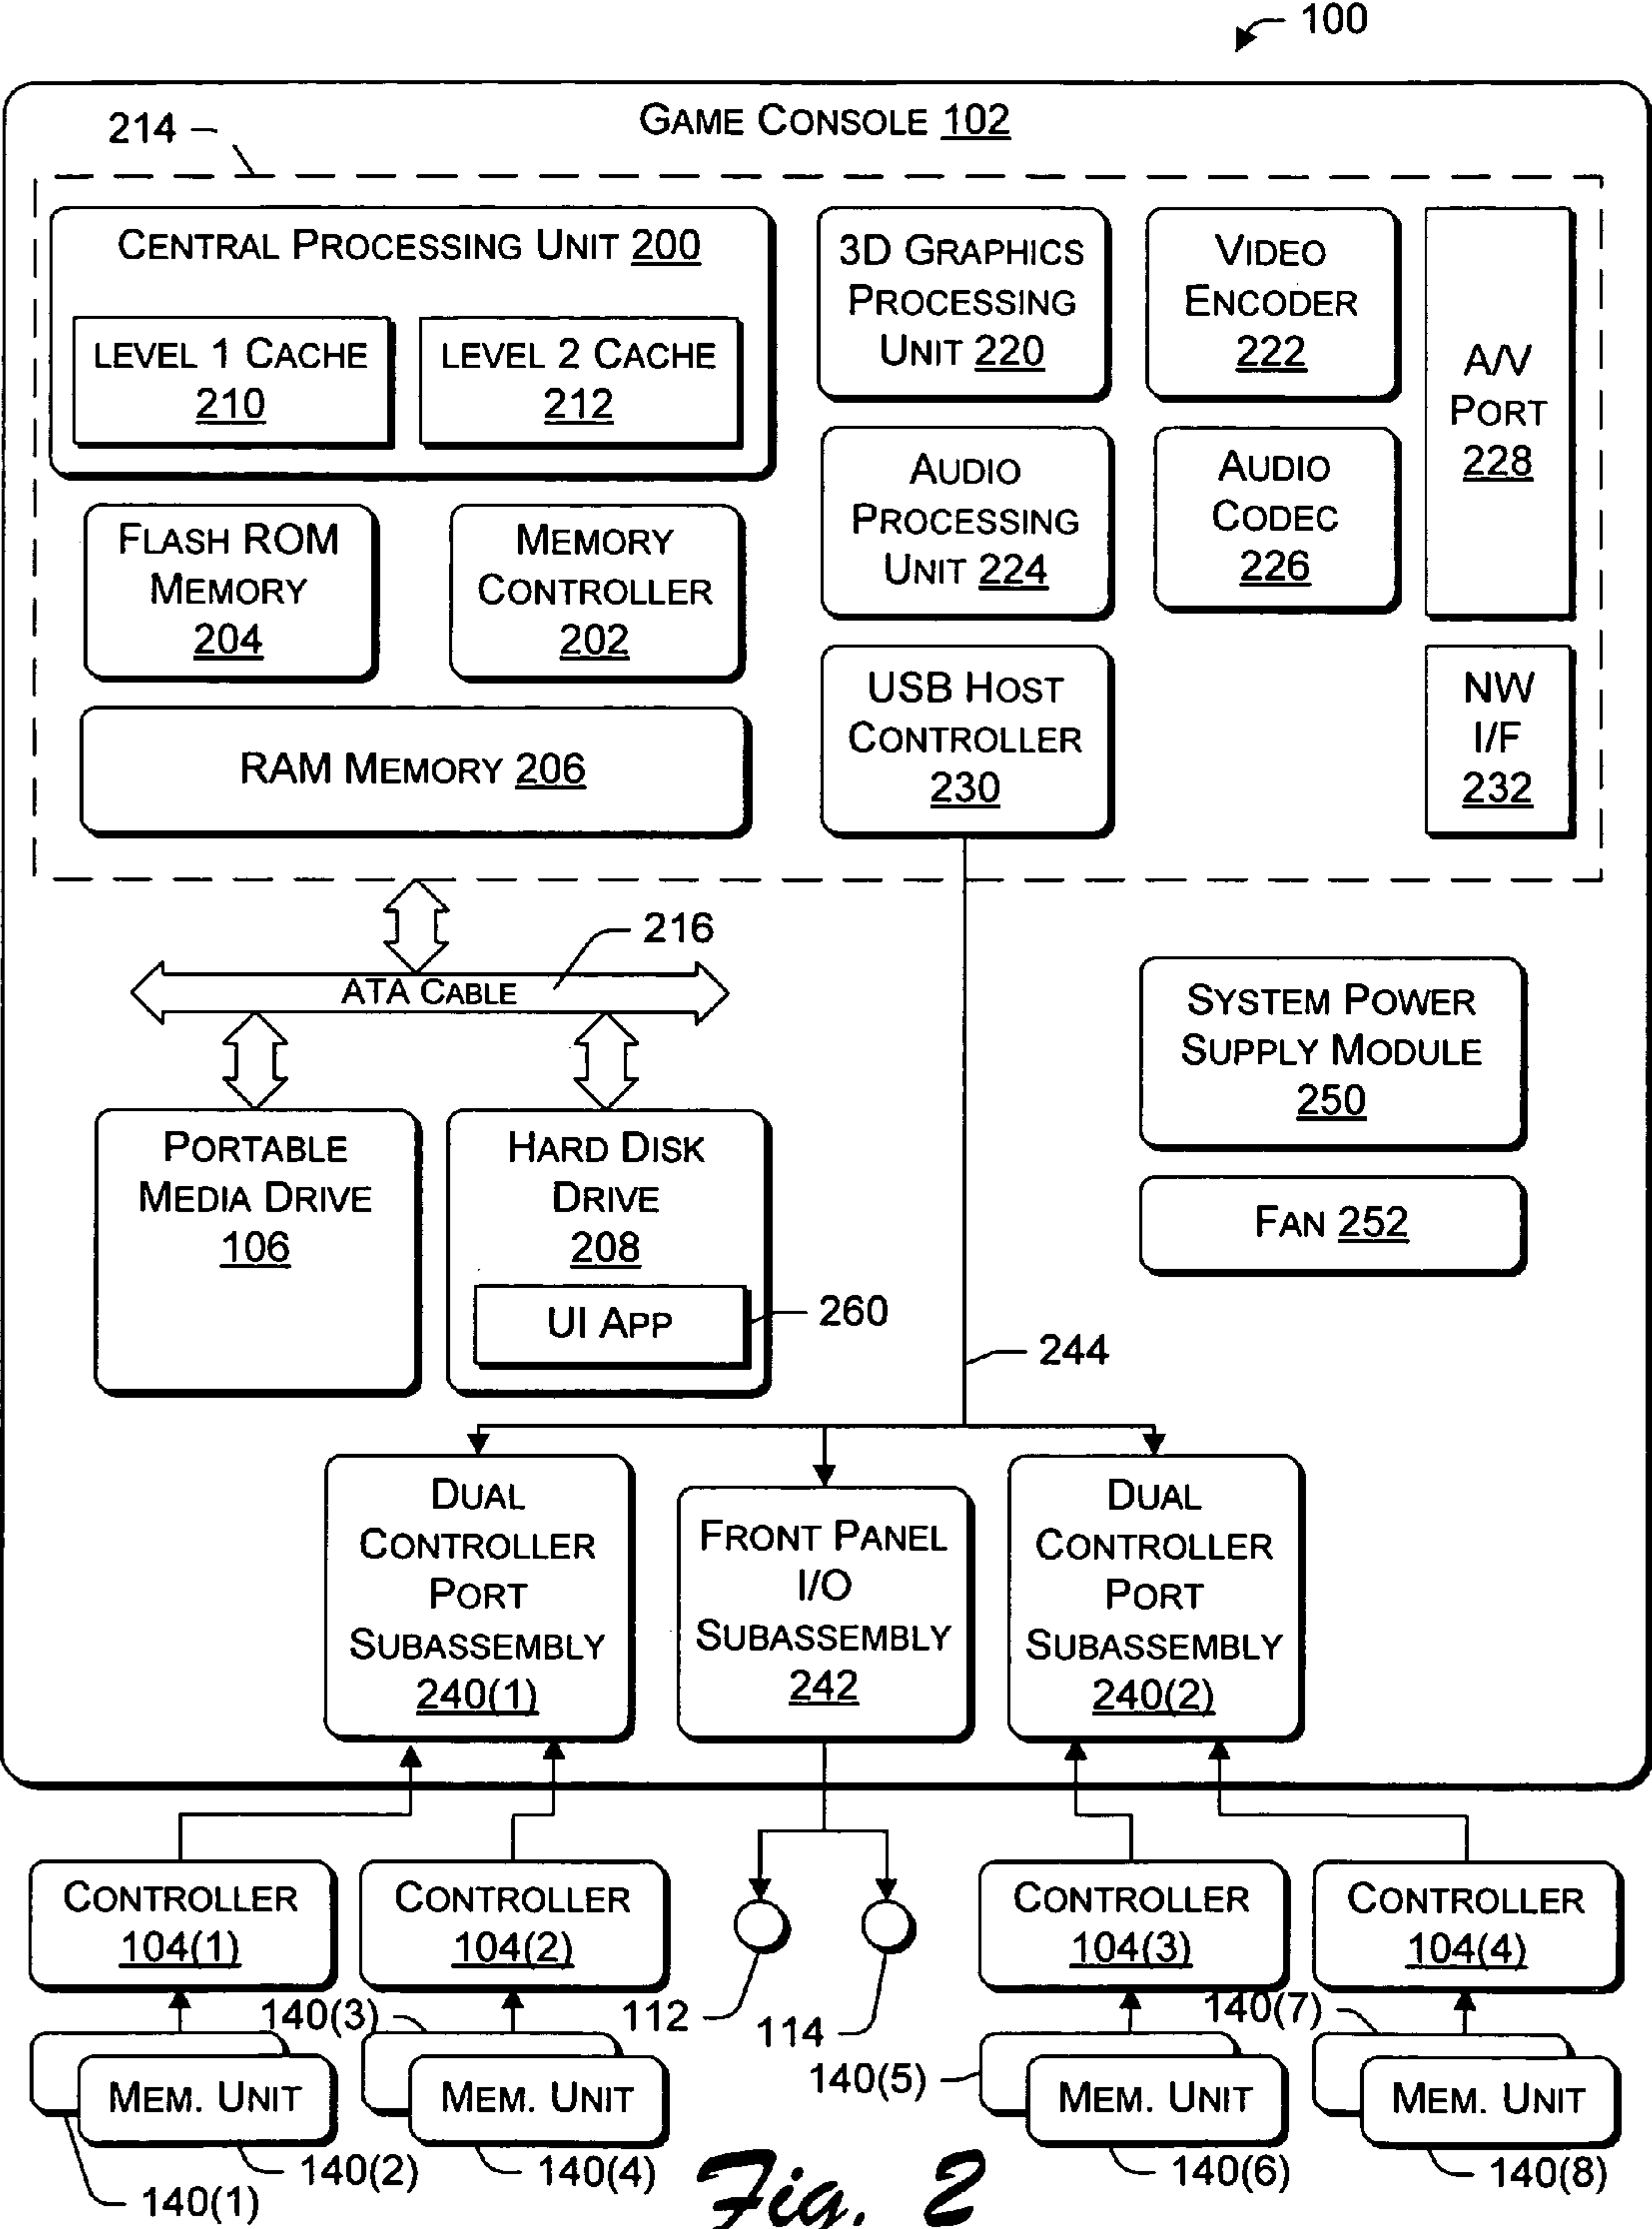 100
GAME CONSOLE 102
214
CENTRAL PROCESSING UNIT 200
LEVEL 1 CACHE
210
LEVEL 2 CACHE
212
3D GRAPHICS
PROCESSING
UNIT 220
VIDEO
ENCODER
222
A/V
PORT
228
AUDIO
PROCESSING
UNIT 224
AUDIO
CODEC
226
FLASH ROM
MEMORY
204
MEMORY
CONTROLLER
202
USB HOST
CONTROLLER
230
NW
I/F
232
RAM MEMORY 206
216
ATA CABLE
SYSTEM POWER
SUPPLY MODULE
250
PORTABLE
MEDIA DRIVE
106
HARD DISK
DRIVE
208
UI APP
260
FAN 252
244
DUAL
CONTROLLER
PORT
SUBASSEMBLY
240(1)
FRONT PANEL
I/O
SUBASSEMBLY
242
DUAL
CONTROLLER
PORT
SUBASSEMBLY
240(2)
CONTROLLER
104(1)
CONTROLLER
104(2)
CONTROLLER
104(3)
CONTROLLER
104(4)
112
114
140(3)
140(7)
140(5)
MEM. UNIT
MEM. UNIT
MEM. UNIT
MEM. UNIT
140(1)
140(2)
140(4)
140(6)
140(8)
Fig. 2